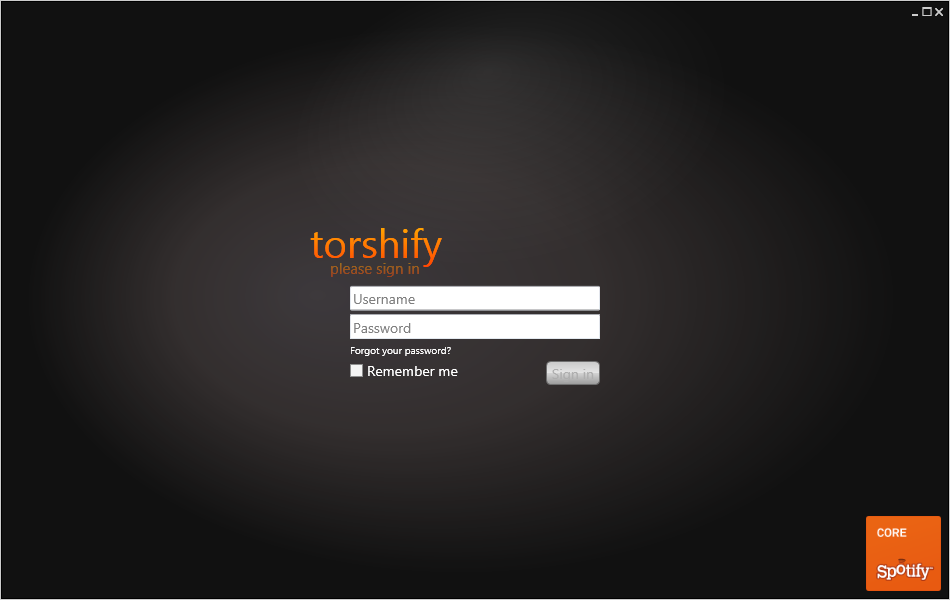 torshify
please sign in
Username
Password
Forgot your password?
Remember me
Sign in
CORE
Spotify